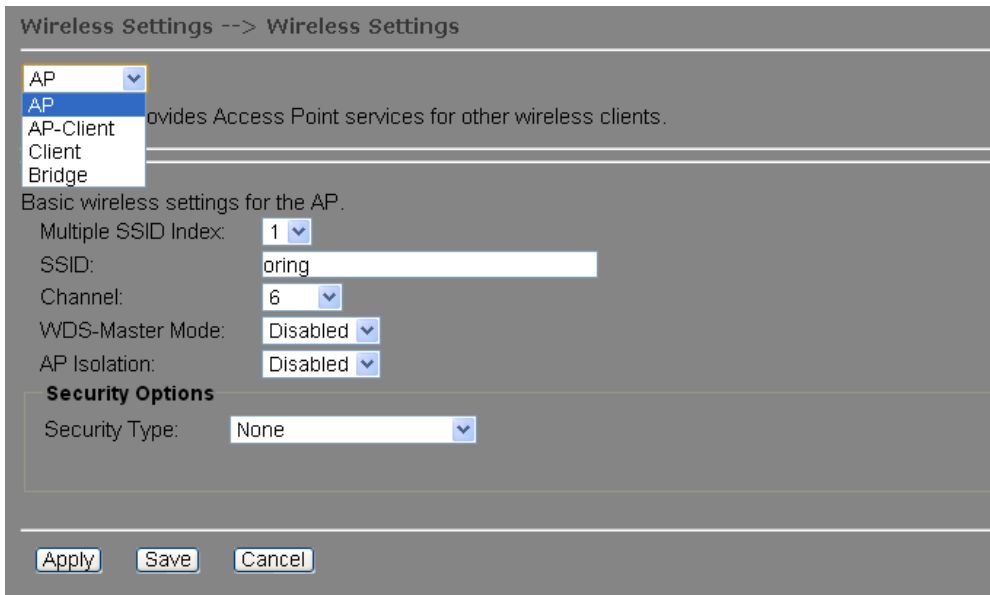 Wireless Settings --> Wireless Settings
AP
AP
AP-Client
Client
Bridge
ovides Access Point services for other wireless clients.
Basic wireless settings for the AP.
Multiple SSID Index: 1
SSID: oring
Channel: 6
WDS-Master Mode: Disabled
AP Isolation: Disabled
Security Options
Security Type: None
Apply Save Cancel